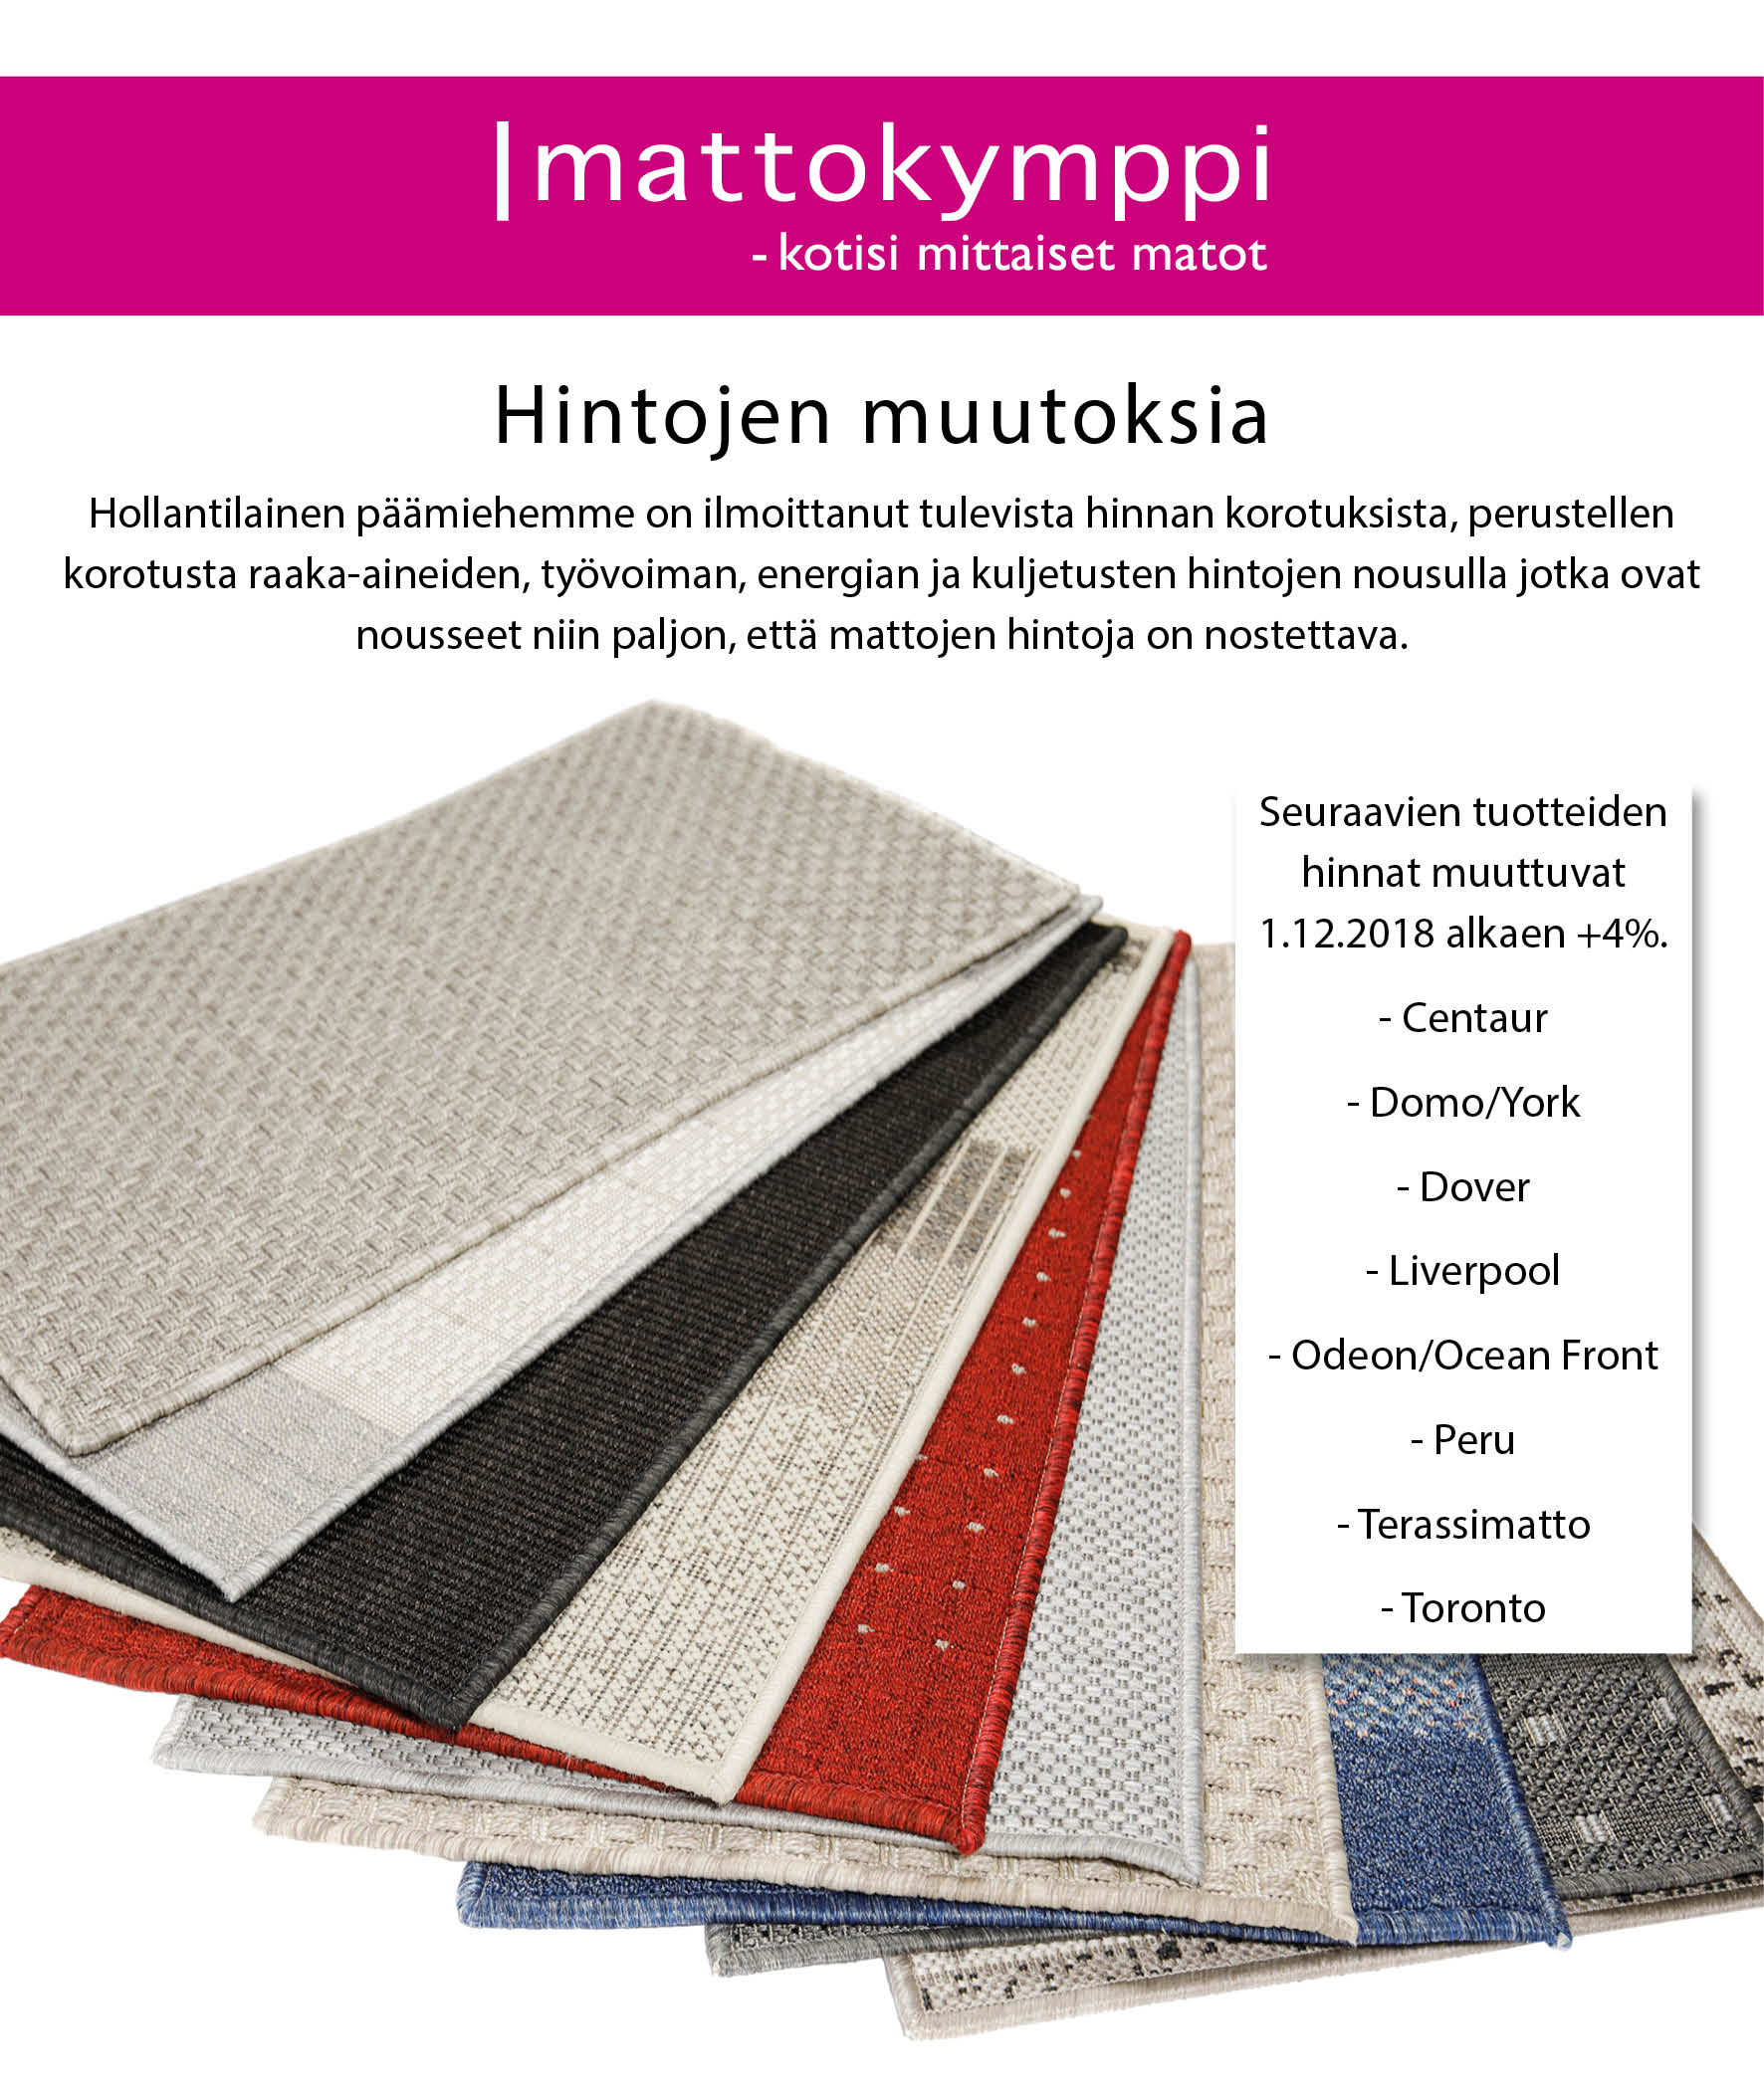 |mattokymppi
- kotisi mittaiset matot
Hintojen muutoksia
Hollantilainen päämiehemme on ilmoittanut tulevista hinnan korotuksista, perustellen
korotusta raaka-aineiden, työvoiman, energian ja kuljetusten hintojen nousulla jotka ovat
nousseet niin paljon, että mattojen hintoja on nostettava.
Seuraavien tuotteiden
hinnat muuttuvat
1.12.2018 alkaen +4%.
- Centaur
- Domo/York
- Dover
- Liverpool
- Odeon/Ocean Front
- Peru
- Terassimatto
- Toronto